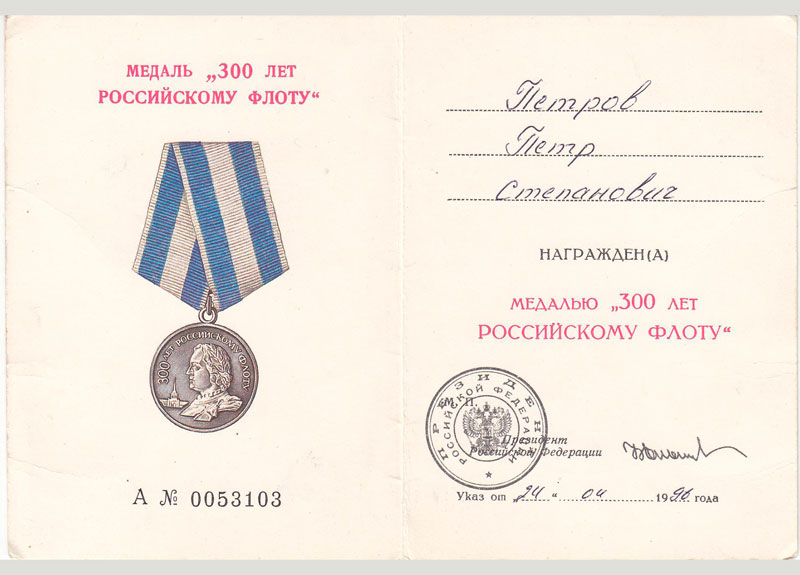 МЕДАЛЬ „300 ЛЕТ
РОССИЙСКОМУ ФЛОТУ“
300 ЛЕТ РОССИЙСКОМУ ФЛОТУ
А № 0053103
Петров
Петр
Степанович
НАГРАЖДЕН(А)
МЕДАЛЬЮ „300 ЛЕТ
РОССИЙСКОМУ ФЛОТУ“
ПРЕЗИДЕНТ
РОССИЙСКОЙ ФЕДЕРАЦИИ
М. П.
Президент
Российской Федерации
Указ от „24“ 04 1996 года